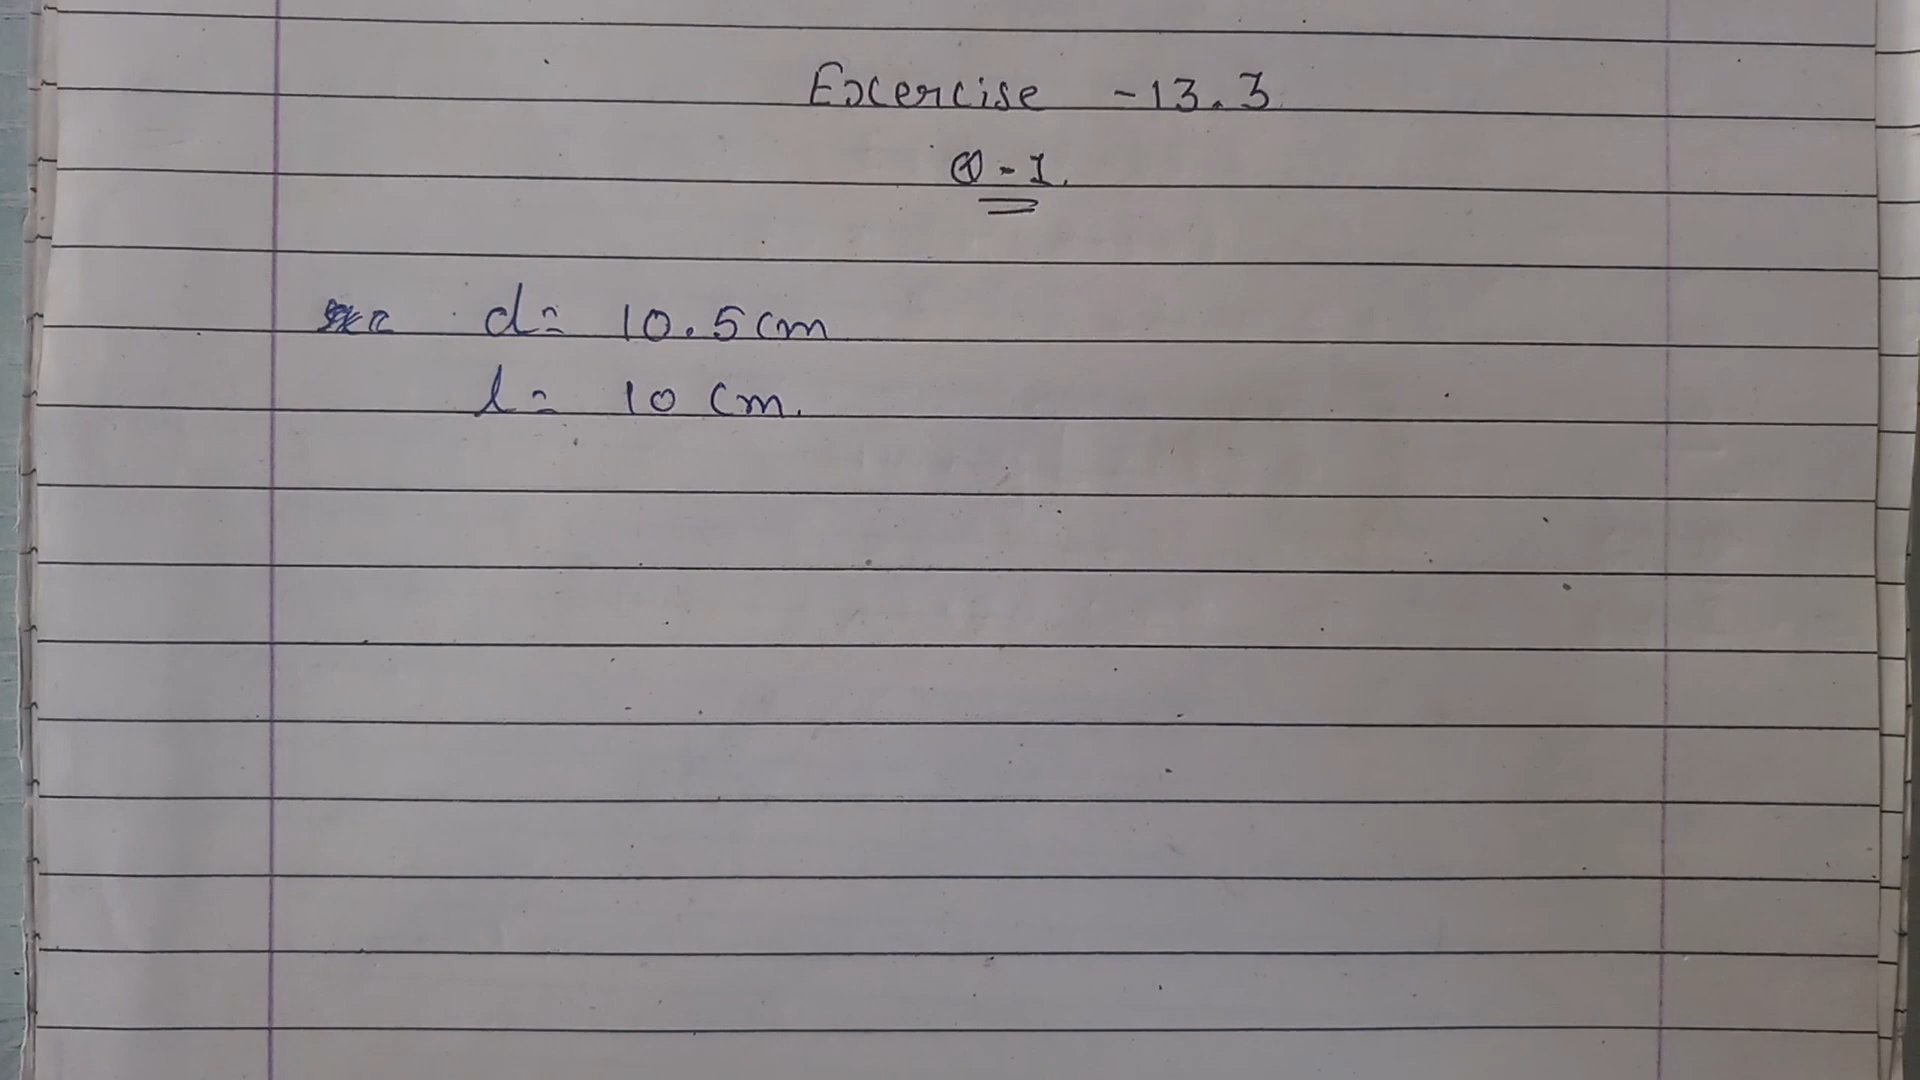 Excercise - 13.3
Q-1.
d= 10.5cm
l= 10 cm.